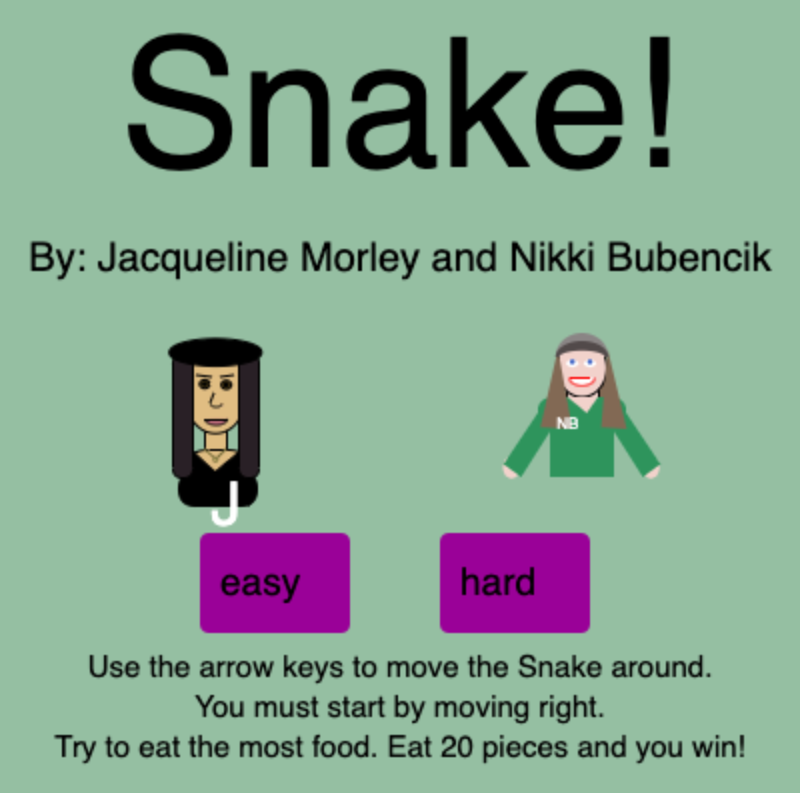 Snake!
By: Jacqueline Morley and Nikki Bubencik
NB
J
easy
hard
Use the arrow keys to move the Snake around.
You must start by moving right.
Try to eat the most food. Eat 20 pieces and you win!